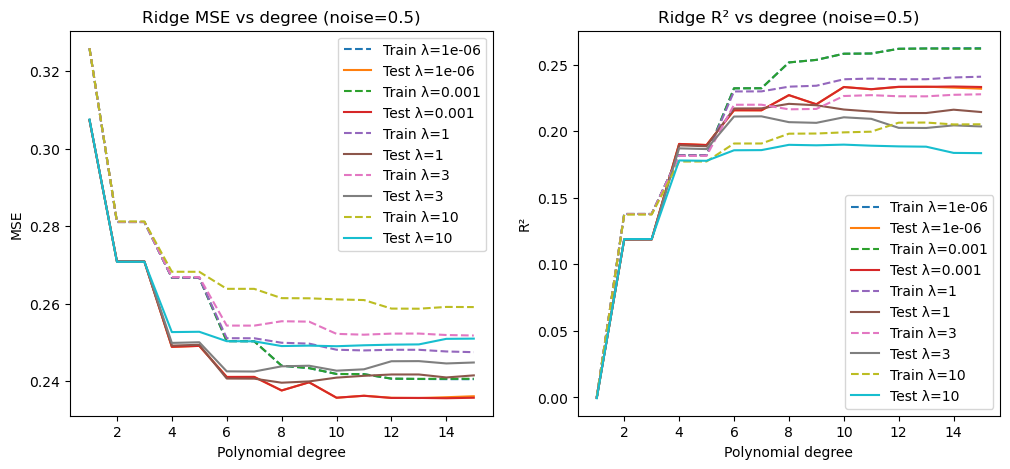 Ridge MSE vs degree (noise=0.5)
MSE
0.32
0.30
0.28
0.26
0.24
2
4
6
8
10
12
14
Polynomial degree
Train λ=1e-06
Test λ=1e-06
Train λ=0.001
Test λ=0.001
Train λ=1
Test λ=1
Train λ=3
Test λ=3
Train λ=10
Test λ=10
Ridge R² vs degree (noise=0.5)
R²
0.25
0.20
0.15
0.10
0.05
0.00
2
4
6
8
10
12
14
Polynomial degree
Train λ=1e-06
Test λ=1e-06
Train λ=0.001
Test λ=0.001
Train λ=1
Test λ=1
Train λ=3
Test λ=3
Train λ=10
Test λ=10